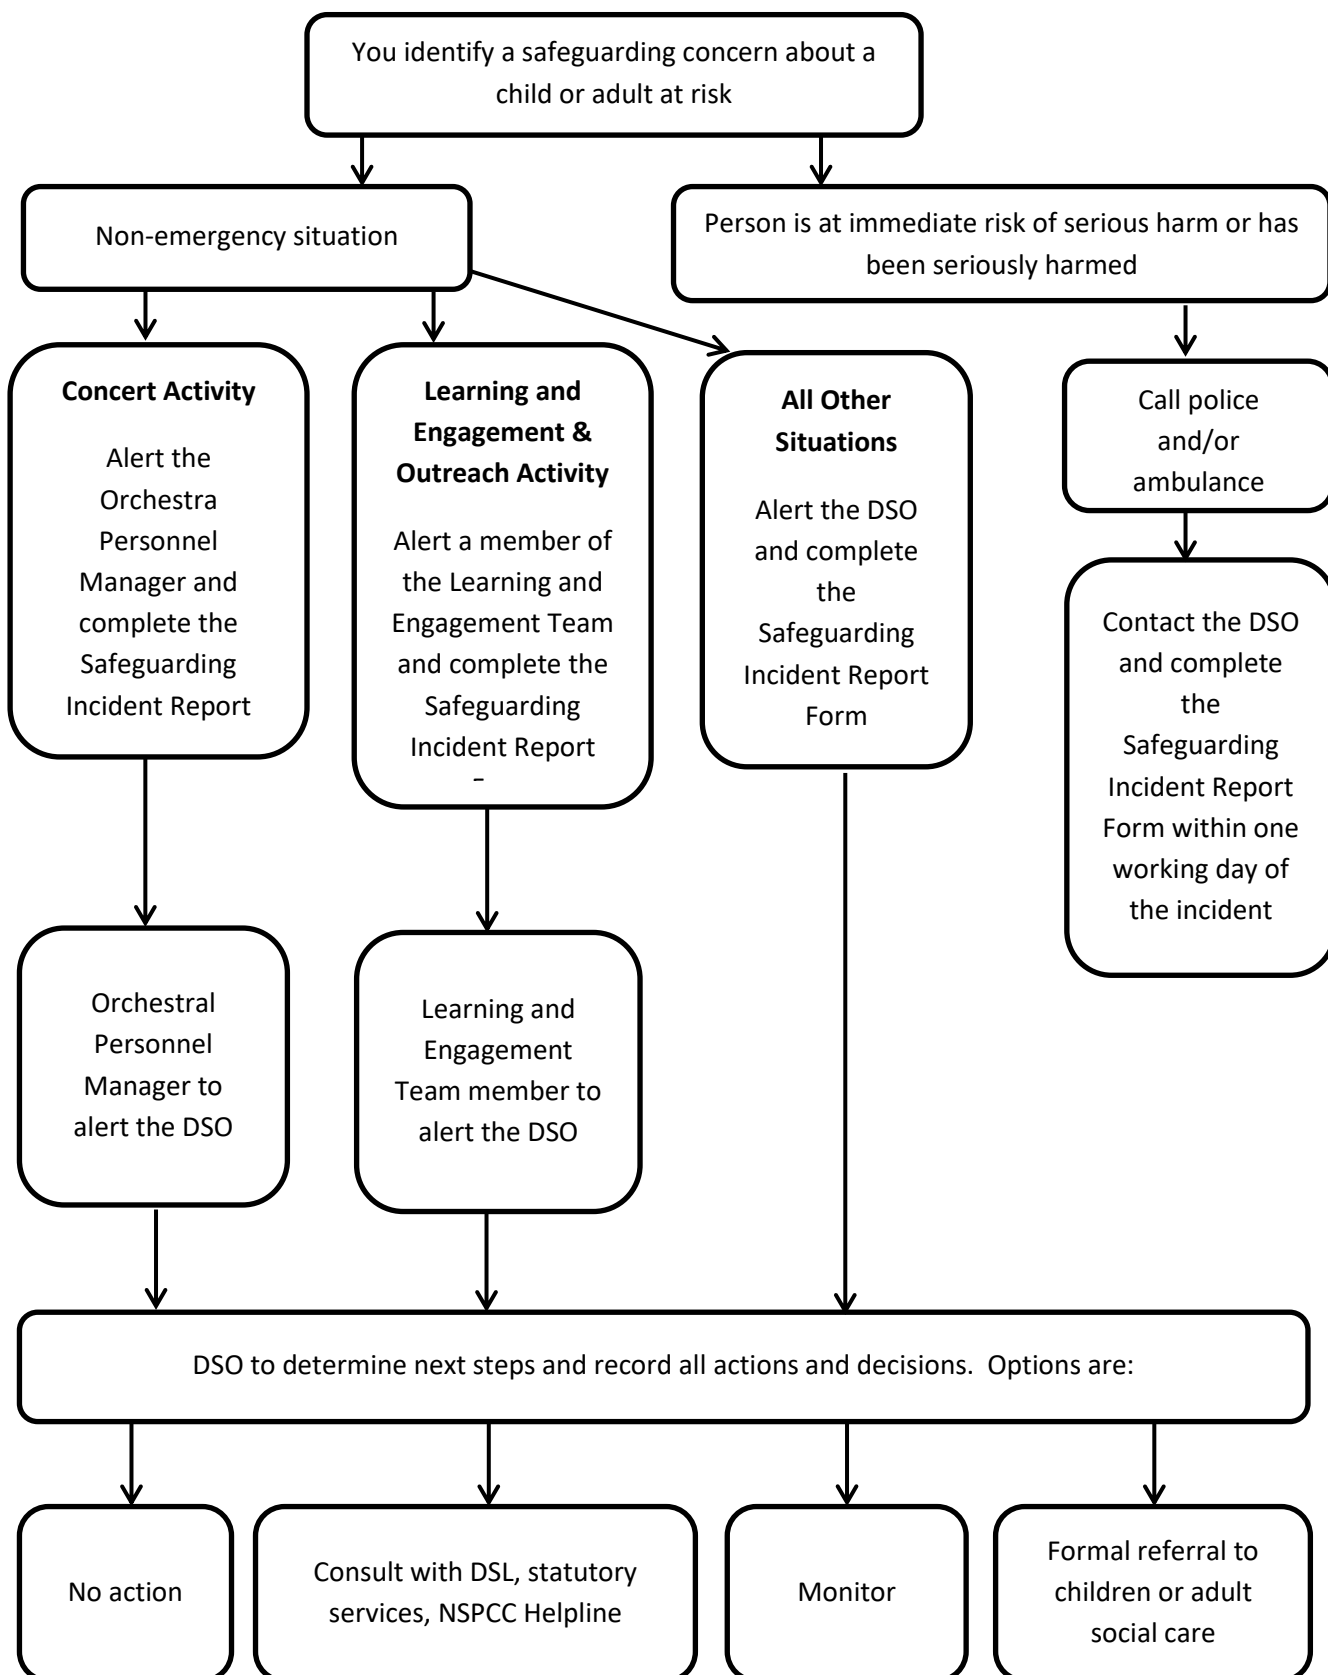 You identify a safeguarding concern about a
child or adult at risk
Non-emergency situation
Person is at immediate risk of serious harm or has
been seriously harmed
Concert Activity
Alert the
Orchestra
Personnel
Manager and
complete the
Safeguarding
Incident Report
Learning and
Engagement &
Outreach Activity
Alert a member of
the Learning and
Engagement Team
and complete the
Safeguarding
Incident Report
All Other
Situations
Alert the DSO
and complete
the
Safeguarding
Incident Report
Form
Call police
and/or
ambulance
Contact the DSO
and complete
the
Safeguarding
Incident Report
Form within one
working day of
the incident
Orchestral
Personnel
Manager to
alert the DSO
Learning and
Engagement
Team member to
alert the DSO
DSO to determine next steps and record all actions and decisions.  Options are:
No action
Consult with DSL, statutory
services, NSPCC Helpline
Monitor
Formal referral to
children or adult
social care